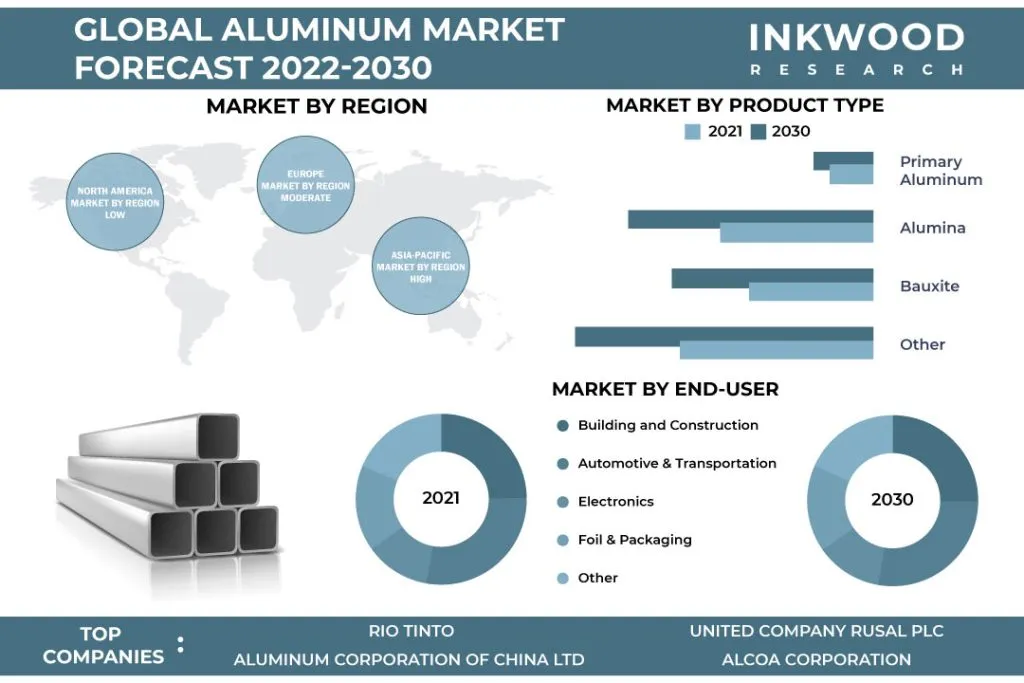 GLOBAL ALUMINUM MARKET
FORECAST 2022-2030
INKWOOD
RESEARCH
MARKET BY REGION
NORTH AMERICA
MARKET BY REGION
LOW
EUROPE
MARKET BY REGION
MODERATE
ASIA-PACIFIC
MARKET BY REGION
HIGH
MARKET BY PRODUCT TYPE
2021
2030
Primary
Aluminum
Alumina
Bauxite
Other
MARKET BY END-USER
2021
Building and Construction
Automotive & Transportation
Electronics
Foil & Packaging
Other
2030
TOP
COMPANIES :
RIO TINTO
ALUMINUM CORPORATION OF CHINA LTD
UNITED COMPANY RUSAL PLC
ALCOA CORPORATION